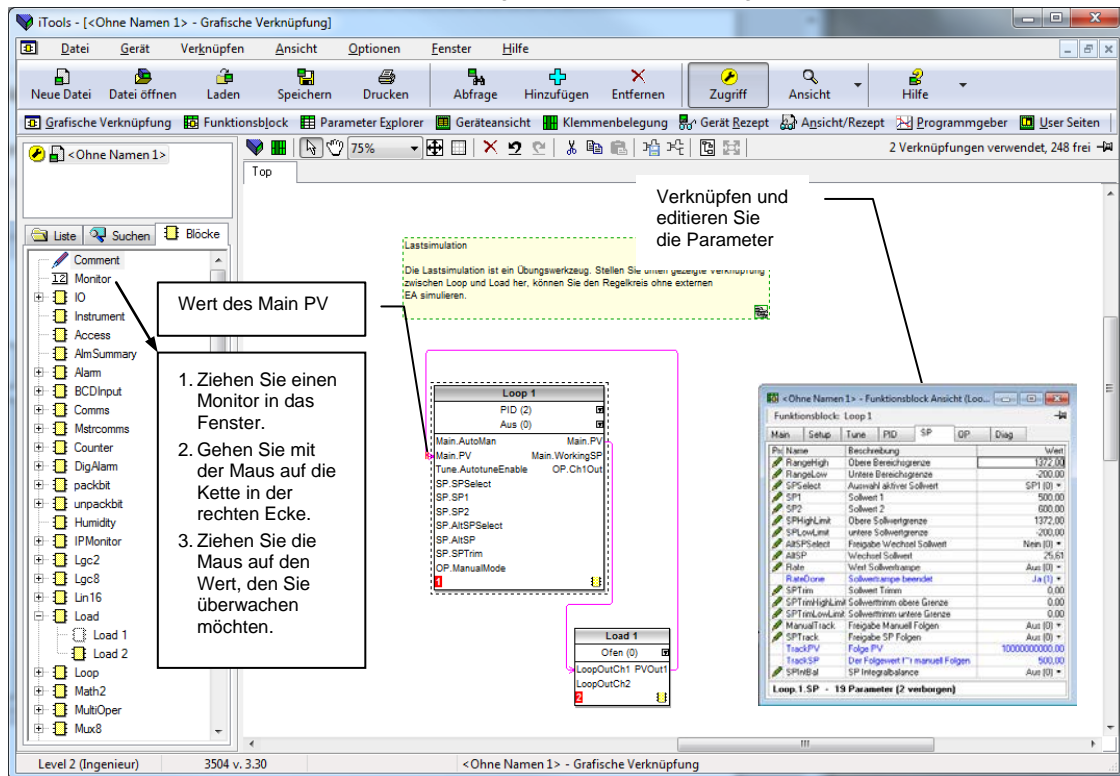 iTools - [<Ohne Namen 1> - Grafische Verknüpfung]
Datei Gerät Verknüpfen Ansicht Optionen Fenster Hilfe
Neue Datei Datei öffnen Laden Speichern Drucken Abfrage Hinzufügen Entfernen Zugriff Ansicht Hilfe
Grafische Verknüpfung Funktionsblock Parameter Explorer Geräteansicht Klemmenbelegung Gerät Rezept Ansicht/Rezept Programmgeber User Seiten
<Ohne Namen 1>
75%
2 Verknüpfungen verwendet, 248 frei
Top
Liste Suchen Blöcke
Comment
12 Monitor
IO
Instrument
Access
AlmSummary
Alarm
BCDInput
Comms
Mstrcomms
Counter
DigAlarm
packbit
unpackbit
Humidity
IPMonitor
Lgc2
Lgc8
Lin16
Load
Load 1
Load 2
Loop
Math2
MultiOper
Mux8
Wert des Main PV
1. Ziehen Sie einen
Monitor in das
Fenster.
2. Gehen Sie mit
der Maus auf die
Kette in der
rechten Ecke.
3. Ziehen Sie die
Maus auf den
Wert, den Sie
überwachen
möchten.
Verknüpfen und
editieren Sie
die Parameter
Lastsimulation
Die Lastsimulation ist ein Übungswerkzeug. Stellen Sie unten gezeigte Verknüpfung
zwischen Loop und Load her, können Sie den Regelkreis ohne externen
EA simulieren.
Loop 1
PID (2)
Aus (0)
Main.AutoMan Main.PV
Main.PV Main.WorkingSP
Tune.AutotuneEnable OP.Ch1Out
SP.SPSelect
SP.SP1
SP.SP2
SP.AltSPSelect
SP.AltSP
SP.SPTrim
OP.ManualMode
1
Load 1
Ofen (0)
LoopOutCh1 PVOut1
LoopOutCh2
2
<Ohne Namen 1> - Funktionsblock Ansicht (Loo...
Funktionsblock: Loop 1
Main Setup Tune PID SP OP Diag
Name Beschreibung Wert
RangeHigh Obere Bereichsgrenze 1372,00
RangeLow Untere Bereichsgrenze -200,00
SPSelect Auswahl aktiver Sollwert SP1 (0)
SP1 Sollwert 1 500,00
SP2 Sollwert 2 600,00
SPHighLimit Obere Sollwertgrenze 1372,00
SPLowLimit untere Sollwertgrenze -200,00
AltSPSelect Freigabe Wechsel Sollwert Nein (0)
AltSP Wechsel Sollwert 25,61
Rate Wert Sollwertrampe Aus (0)
RateDone Sollwertrampe beendet Ja (1)
SPTrim Sollwert Trimm 0,00
SPTrimHighLimit Sollwerttrimm obere Grenze 0,00
SPTrimLowLimit Sollwerttrimm untere Grenze 0,00
ManualTrack Freigabe Manuell Folgen Aus (0)
SPTrack Freigabe SP Folgen Aus (0)
TrackPV Folge PV 10000000000,00
TrackSP Der Folgewert manuell Folgen 500,00
SPIntBal SP Integralbalance Aus (0)
Loop.1.SP - 19 Parameter (2 verborgen)
Level 2 (Ingenieur) 3504 v. 3.30 <Ohne Namen 1> - Grafische Verknüpfung